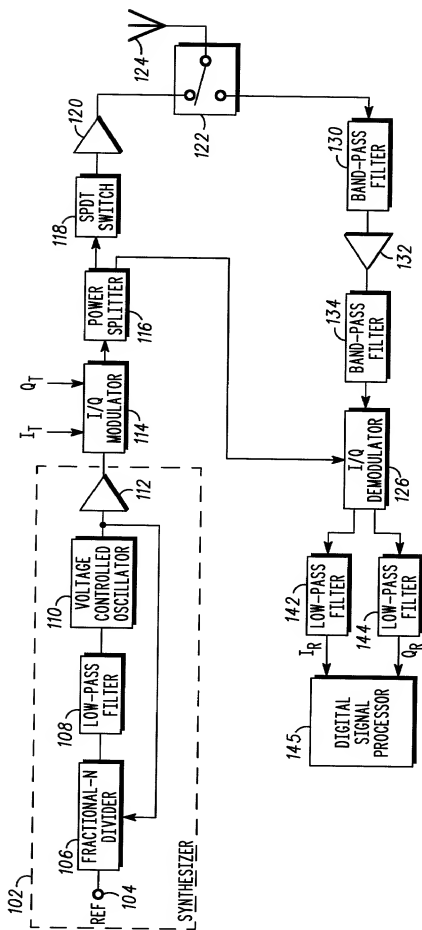 102
REF
104
106
FRACTIONAL-N
DIVIDER
SYNTHESIZER
108
LOW-PASS
FILTER
110
VOLTAGE
CONTROLLED
OSCILLATOR
112
I_T
Q_T
I/Q
MODULATOR
114
POWER
SPLITTER
116
118
SPDT
SWITCH
120
122
124
130
BAND-PASS
FILTER
132
134
BAND-PASS
FILTER
I/Q
DEMODULATOR
126
142
LOW-PASS
FILTER
144
LOW-PASS
FILTER
I_R
Q_R
145
DIGITAL
SIGNAL
PROCESSOR